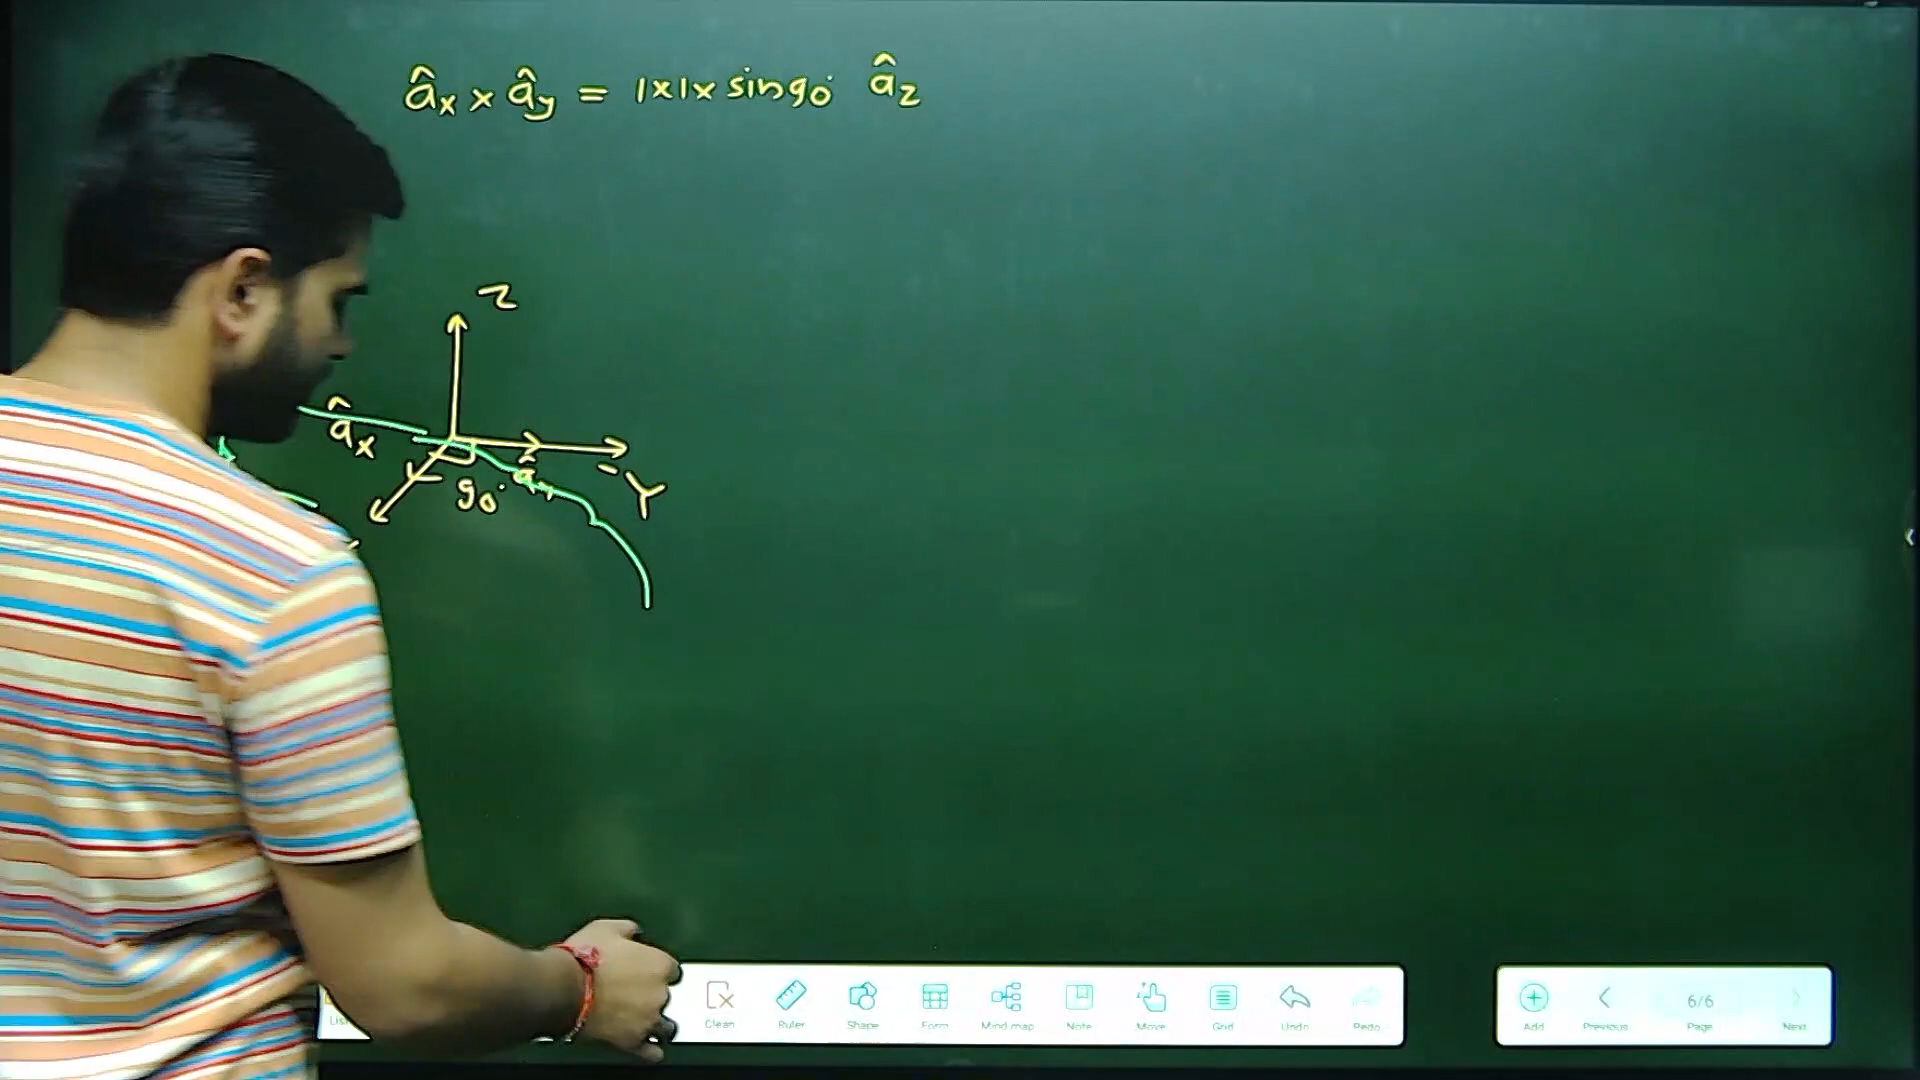 âx × ây = 1×1× sin90° âz
Z
âx
ây
90°
Y
Clean Ruler Shape Form Mind map Note Move Grid Undo Redo
Add Previous 6/6 Page Next